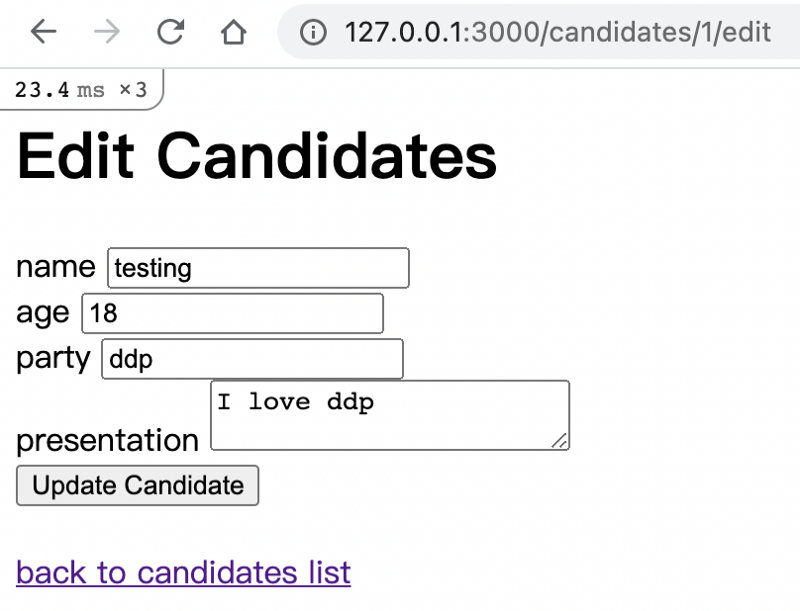 127.0.0.1:3000/candidates/1/edit
23.4 ms ×3
Edit Candidates
name testing
age 18
party ddp
presentation I love ddp
Update Candidate
back to candidates list